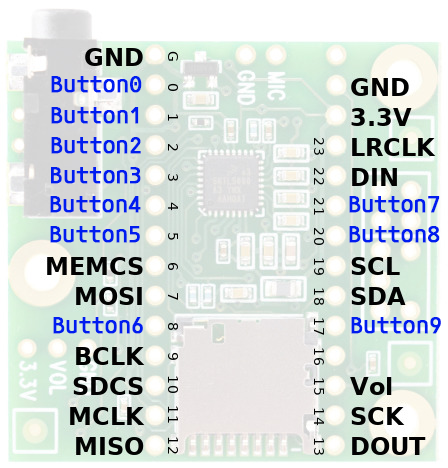 GND G GND MIC
Button0 0 GND
Button1 1 3.3V
Button2 2 23 LRCLK
Button3 3 22 DIN
Button4 4 21 Button7
Button5 5 20 Button8
MEMCS 6 19 SCL
MOSI 7 18 SDA
Button6 8 17 Button9
BCLK 9 16
3.3V VOL
SDCS 10 15 Vol
MCLK 11 14 SCK
MISO 12 13 DOUT